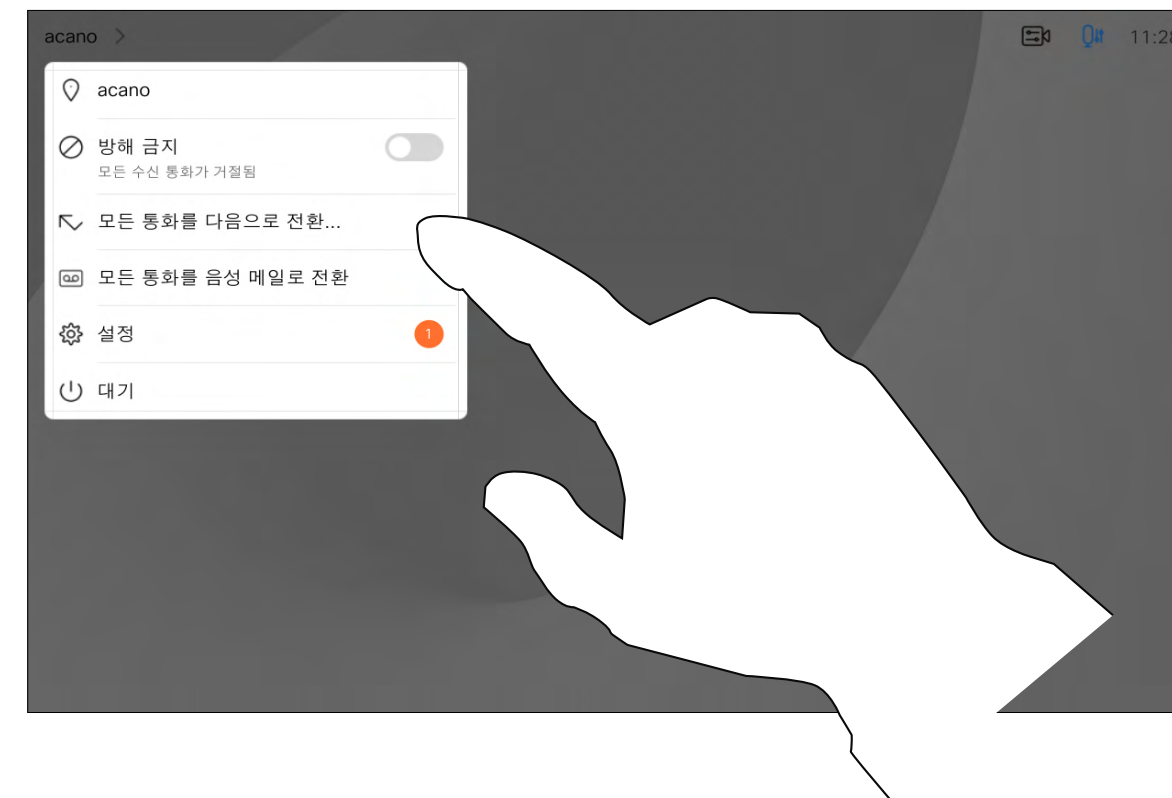 acano >
11:28
acano
방해 금지
모든 수신 통화가 거절됨
모든 통화를 다음으로 전환...
모든 통화를 음성 메일로 전환
설정
1
대기